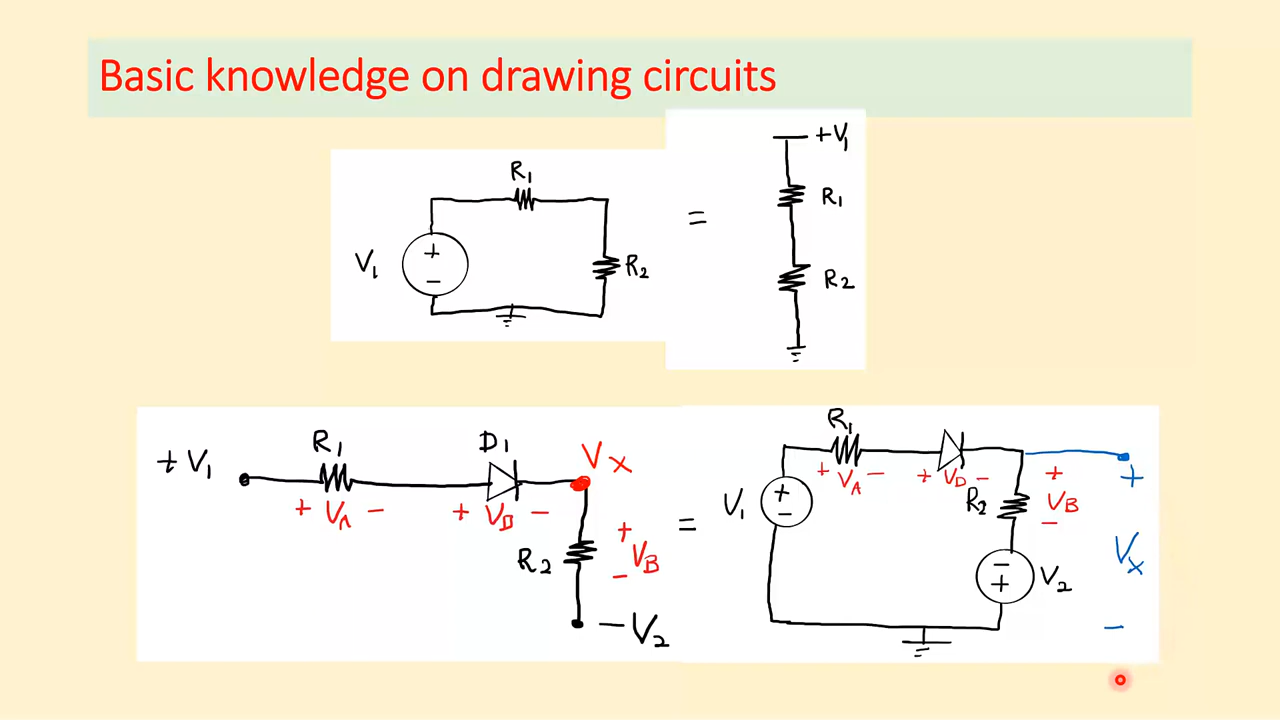 Basic knowledge on drawing circuits
R1
V1
+
−
R2
=
+V1
R1
R2
+V1
R1
+ VA −
D1
+ VD −
Vx
R2
+
VB
−
−V2
=
V1
+
−
R1
+ VA −
+ VD −
R2
+
VB
−
−
+
V2
+
Vx
−